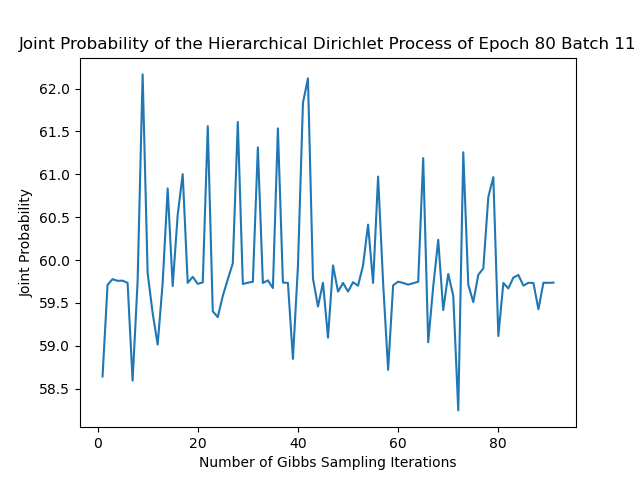 Joint Probability of the Hierarchical Dirichlet Process of Epoch 80 Batch 11
62.0
61.5
61.0
60.5
60.0
59.5
59.0
58.5
Joint Probability
0 20 40 60 80
Number of Gibbs Sampling Iterations